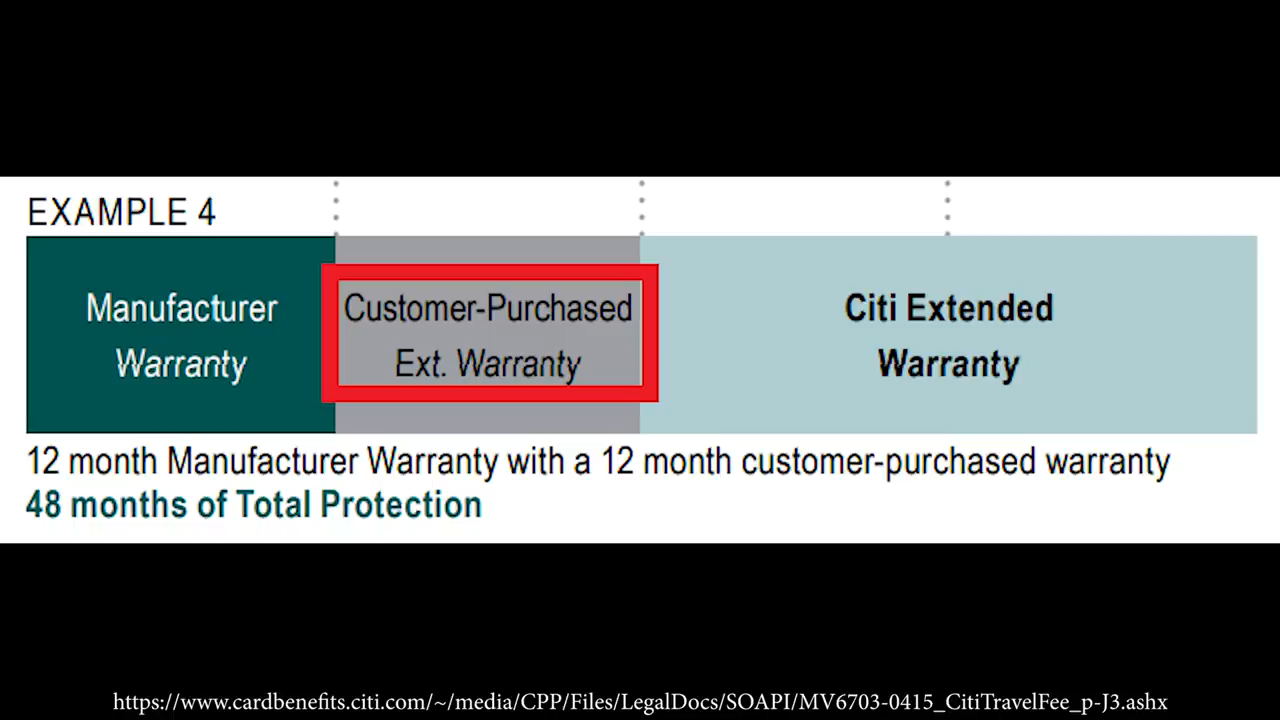 EXAMPLE 4
Manufacturer
Warranty
Customer-Purchased
Ext. Warranty
Citi Extended
Warranty
12 month Manufacturer Warranty with a 12 month customer-purchased warranty
48 months of Total Protection
https://www.cardbenefits.citi.com/~/media/CPP/Files/LegalDocs/SOAPI/MV6703-0415_CitiTravelFee_p-J3.ashx